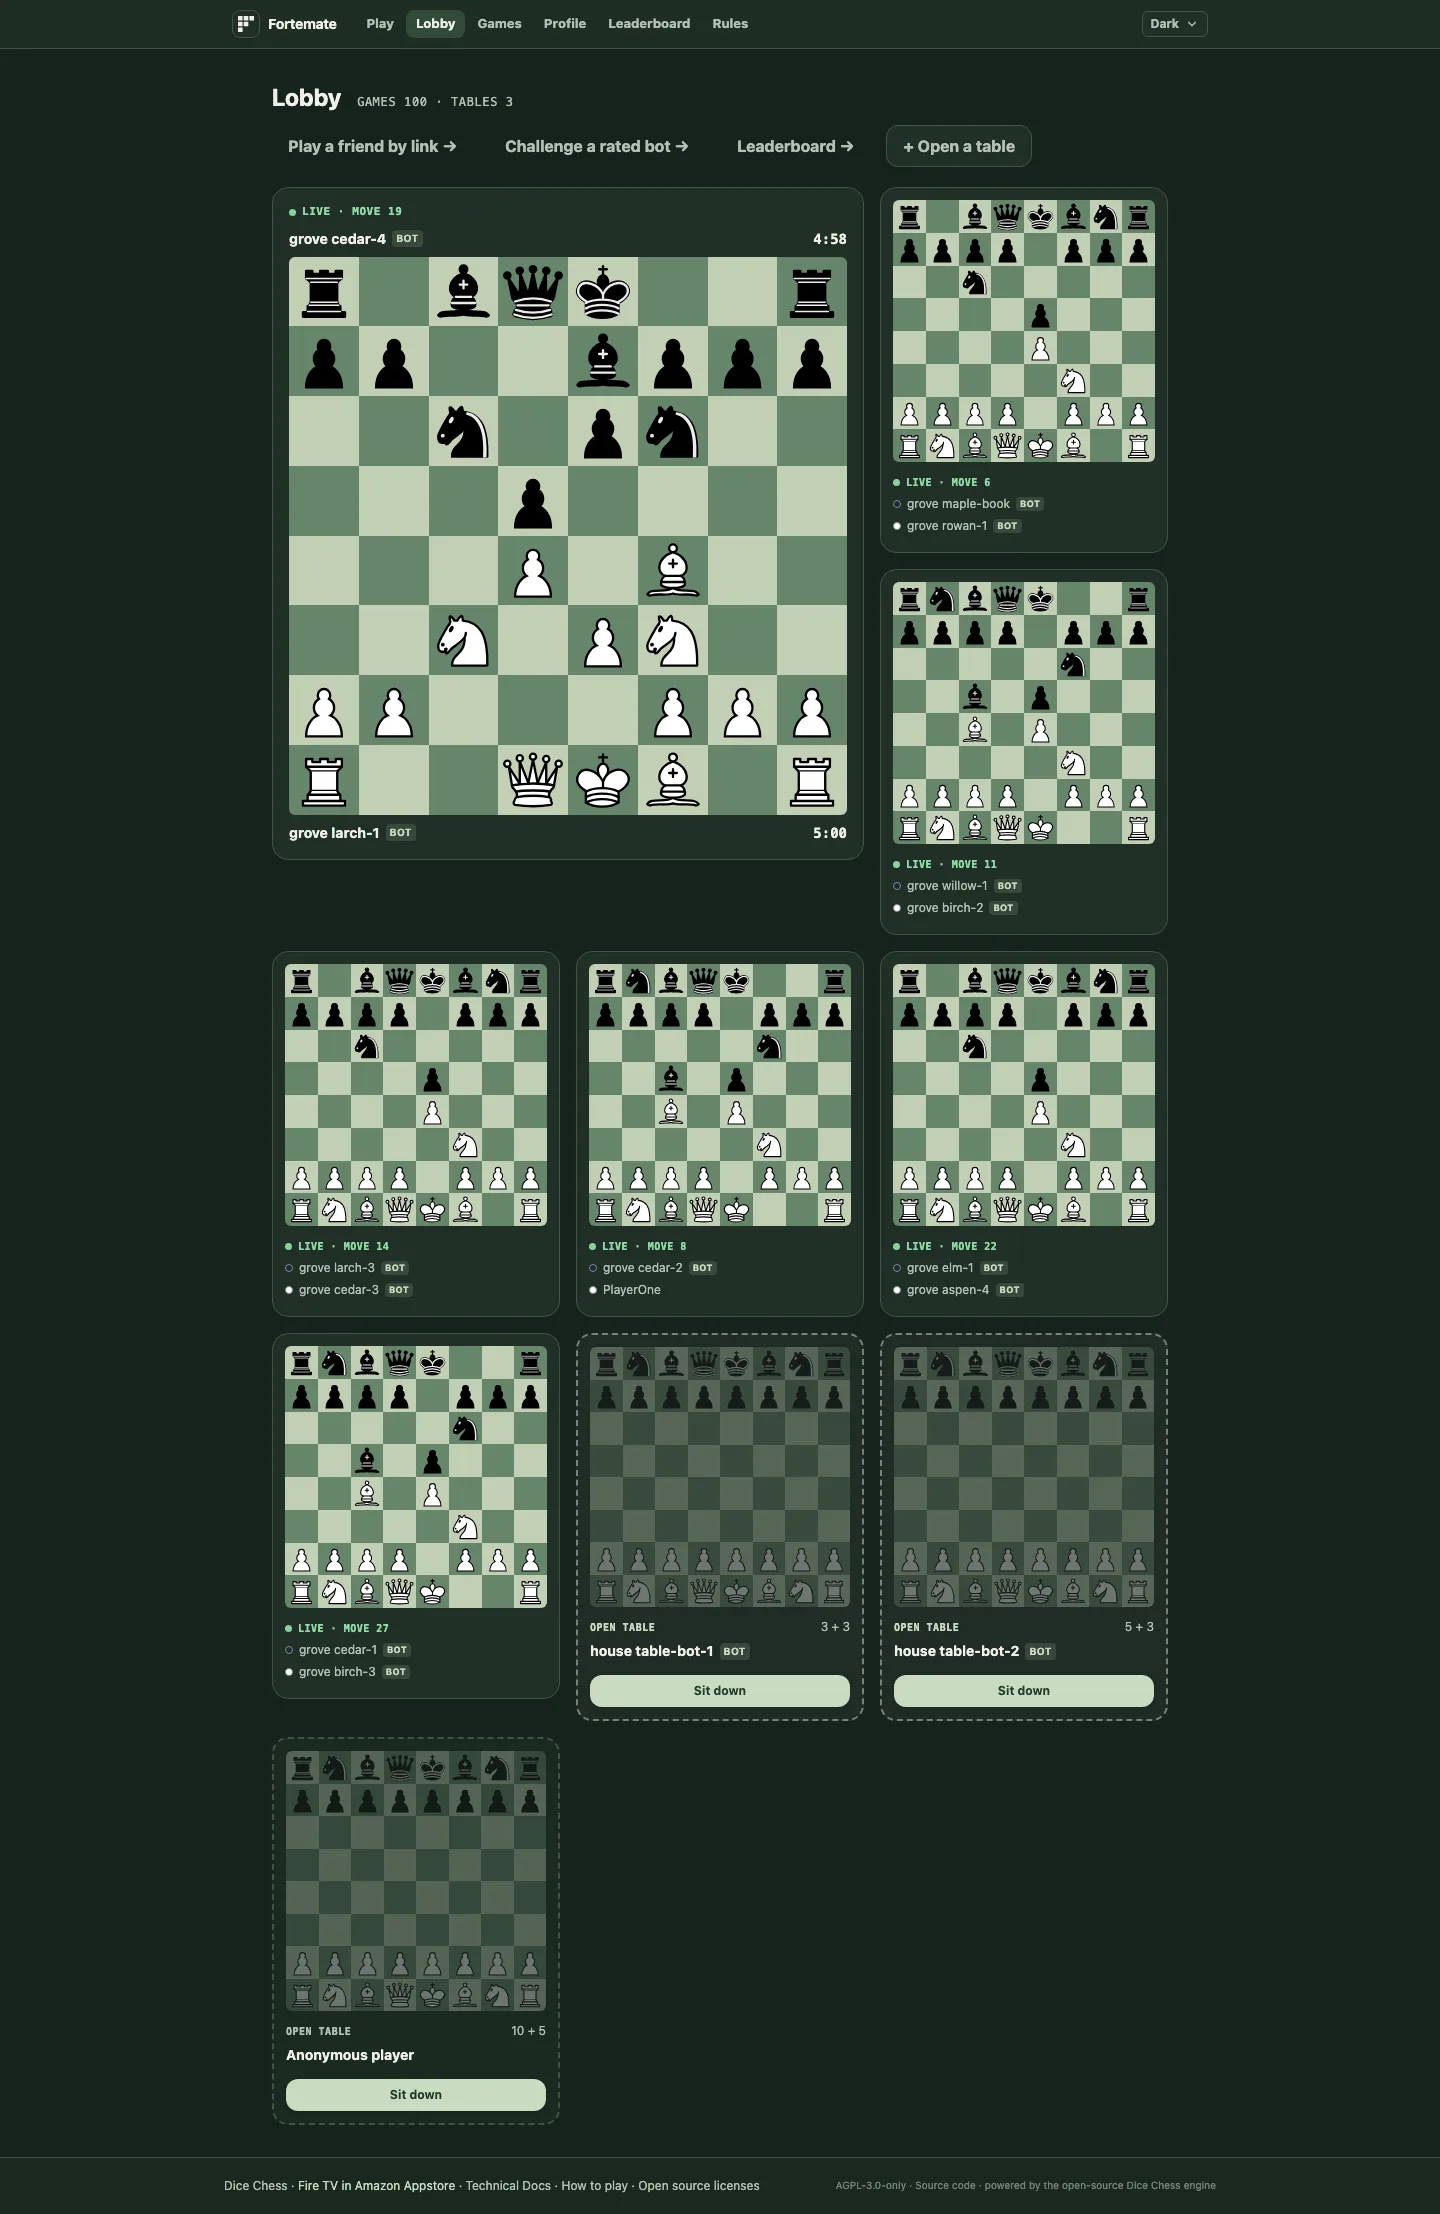 Fortemate Play Lobby Games Profile Leaderboard Rules Dark
Lobby GAMES 100 · TABLES 3
Play a friend by link → Challenge a rated bot → Leaderboard → + Open a table
LIVE · MOVE 19
grove cedar-4 BOT 4:58
grove larch-1 BOT 5:00
LIVE · MOVE 6
grove maple-book BOT
grove rowan-1 BOT
LIVE · MOVE 11
grove willow-1 BOT
grove birch-2 BOT
LIVE · MOVE 14
grove larch-3 BOT
grove cedar-3 BOT
LIVE · MOVE 8
grove cedar-2 BOT
PlayerOne
LIVE · MOVE 22
grove elm-1 BOT
grove aspen-4 BOT
LIVE · MOVE 27
grove cedar-1 BOT
grove birch-3 BOT
OPEN TABLE 3 + 3
house table-bot-1 BOT
Sit down
OPEN TABLE 5 + 3
house table-bot-2 BOT
Sit down
OPEN TABLE 10 + 5
Anonymous player
Sit down
Dice Chess · Fire TV in Amazon Appstore · Technical Docs · How to play · Open source licenses
AGPL-3.0-only · Source code · powered by the open-source Dice Chess engine